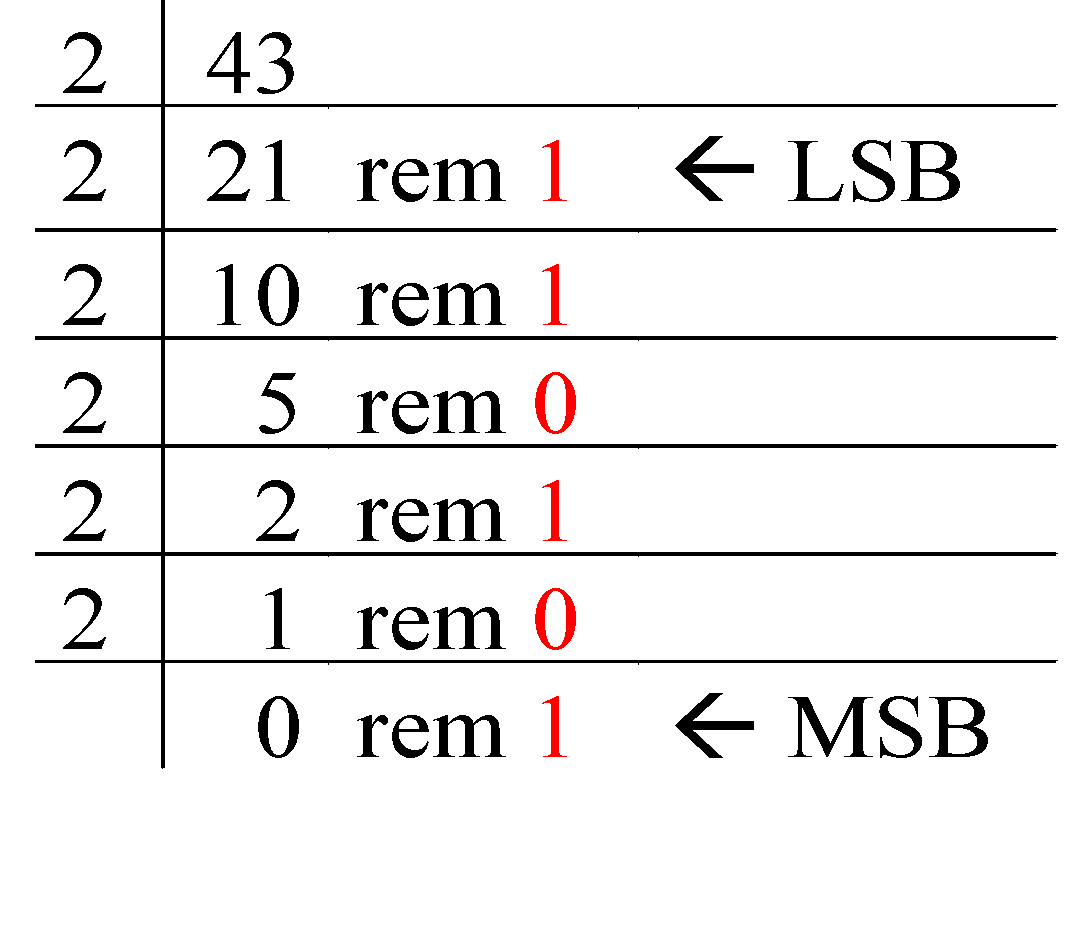 2 43
2 21 rem 1 ← LSB
2 10 rem 1
2 5 rem 0
2 2 rem 1
2 1 rem 0
0 rem 1 ← MSB